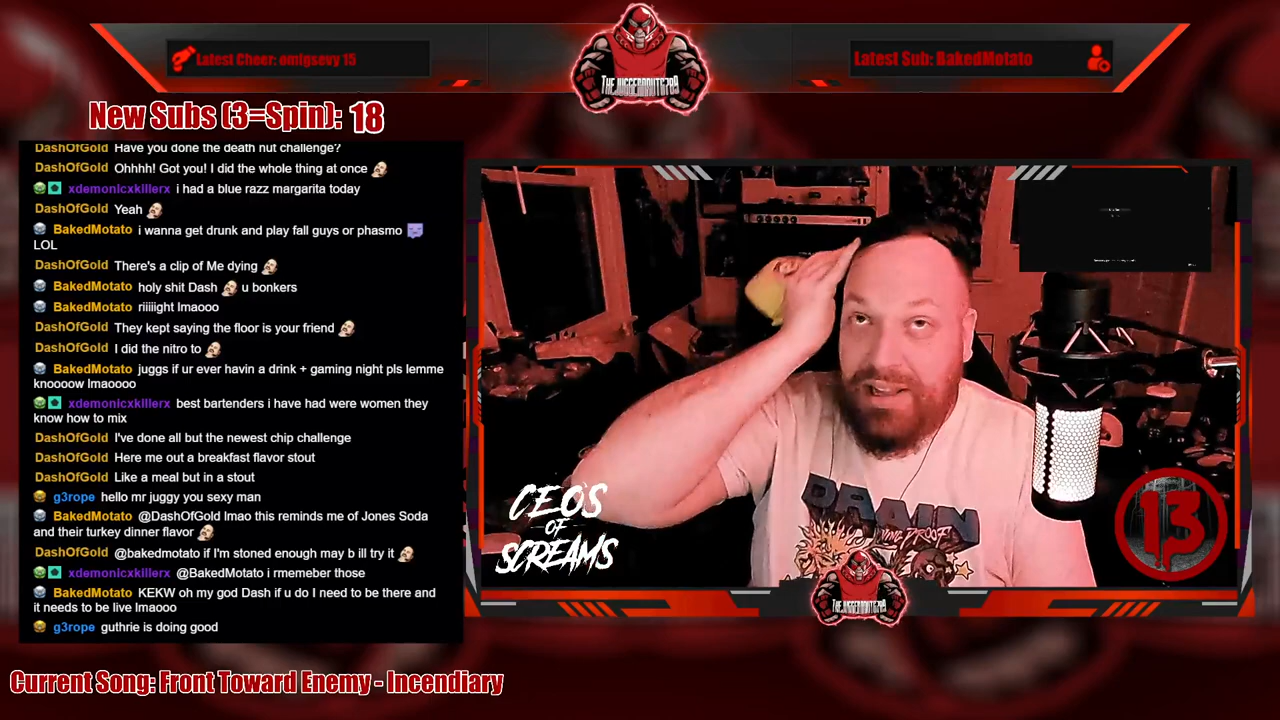 Latest Cheer: omfgsevy 15
THEJUGGERNAUT6789
Latest Sub: BakedMotato
New Subs (3=Spin): 18
DashOfGold Have you done the death nut challenge?
DashOfGold Ohhhh! Got you! I did the whole thing at once
xdemonicxkillerx i had a blue razz margarita today
DashOfGold Yeah
BakedMotato i wanna get drunk and play fall guys or phasmo
LOL
DashOfGold There's a clip of Me dying
BakedMotato holy shit Dash u bonkers
BakedMotato riiiiight lmaooo
DashOfGold They kept saying the floor is your friend
DashOfGold I did the nitro to
BakedMotato juggs if ur ever havin a drink + gaming night pls lemme
knoooow lmaoooo
xdemonicxkillerx best bartenders i have had were women they
know how to mix
DashOfGold I've done all but the newest chip challenge
DashOfGold Here me out a breakfast flavor stout
DashOfGold Like a meal but in a stout
g3rope hello mr juggy you sexy man
BakedMotato @DashOfGold lmao this reminds me of Jones Soda
and their turkey dinner flavor
DashOfGold @bakedmotato if I'm stoned enough may b ill try it
xdemonicxkillerx @BakedMotato i rmemeber those
BakedMotato KEKW oh my god Dash if u do I need to be there and
it needs to be live lmaooo
g3rope guthrie is doing good
CEO'S
OF
SCREAMS
DRAIN
LIVING PROOF
13
THEJUGGERNAUT6789
Current Song: Front Toward Enemy - Incendiary